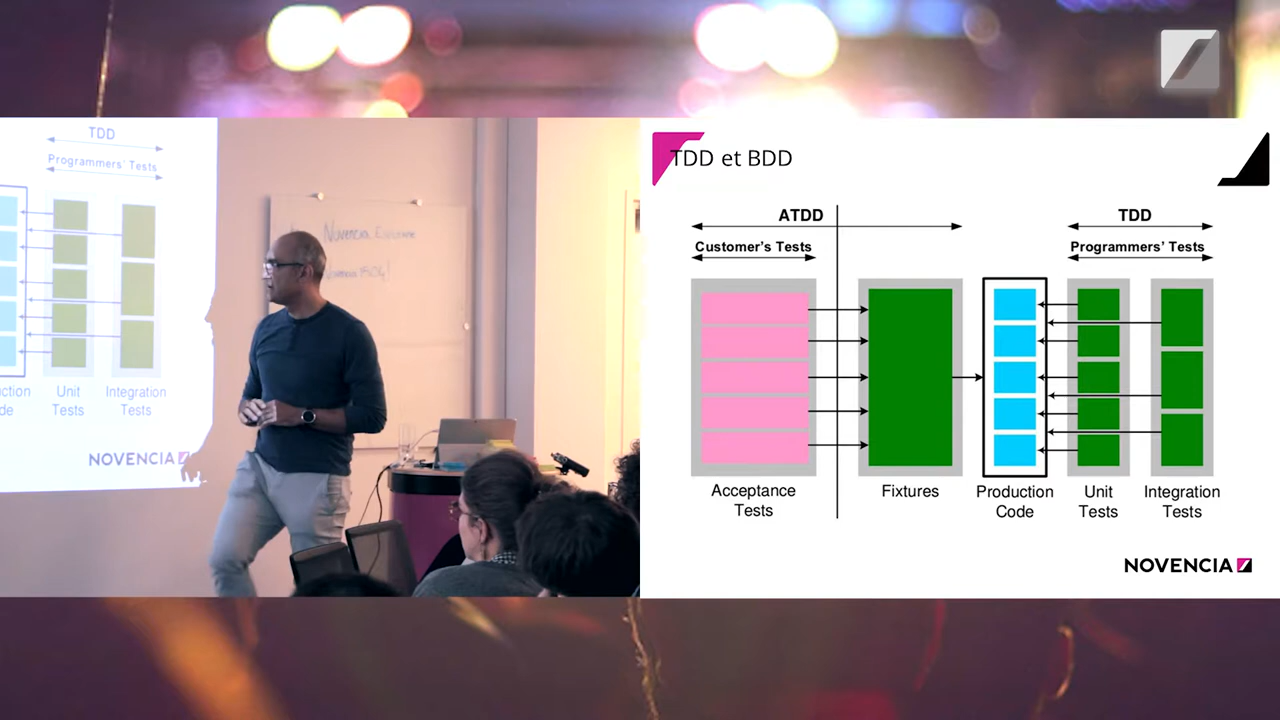 TDD
Programmers' Tests
Unit
Tests
Integration
Tests
NOVENCIA
Novencia
TDD et BDD
ATDD
TDD
Customer's Tests
Programmers' Tests
Acceptance
Tests
Fixtures
Production
Code
Unit
Tests
Integration
Tests
NOVENCIA